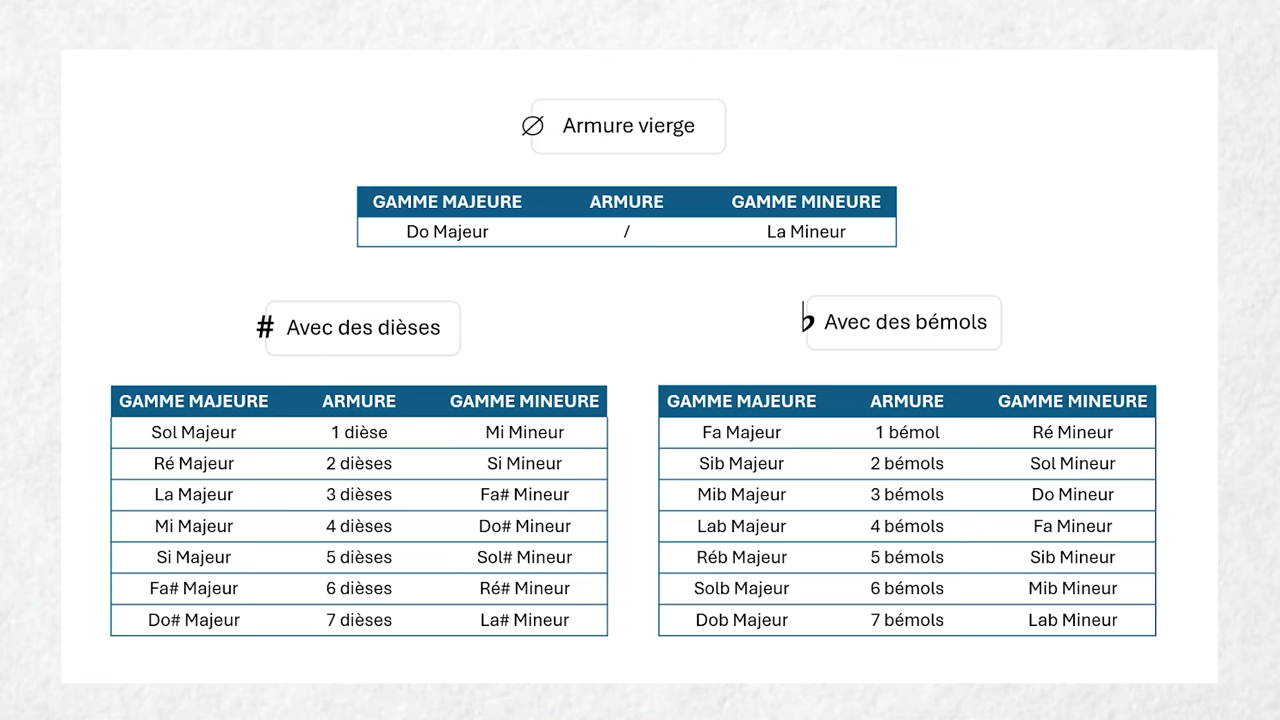 ∅ Armure vierge
GAMME MAJEURE ARMURE GAMME MINEURE
Do Majeur / La Mineur
# Avec des dièses
GAMME MAJEURE ARMURE GAMME MINEURE
Sol Majeur 1 dièse Mi Mineur
Ré Majeur 2 dièses Si Mineur
La Majeur 3 dièses Fa# Mineur
Mi Majeur 4 dièses Do# Mineur
Si Majeur 5 dièses Sol# Mineur
Fa# Majeur 6 dièses Ré# Mineur
Do# Majeur 7 dièses La# Mineur
♭ Avec des bémols
GAMME MAJEURE ARMURE GAMME MINEURE
Fa Majeur 1 bémol Ré Mineur
Sib Majeur 2 bémols Sol Mineur
Mib Majeur 3 bémols Do Mineur
Lab Majeur 4 bémols Fa Mineur
Réb Majeur 5 bémols Sib Mineur
Solb Majeur 6 bémols Mib Mineur
Dob Majeur 7 bémols Lab Mineur